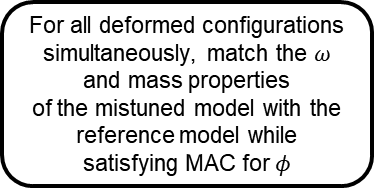 For all deformed configurations
simultaneously, match the ω
and mass properties
of the mistuned model with the
reference model while
satisfying MAC for ϕ